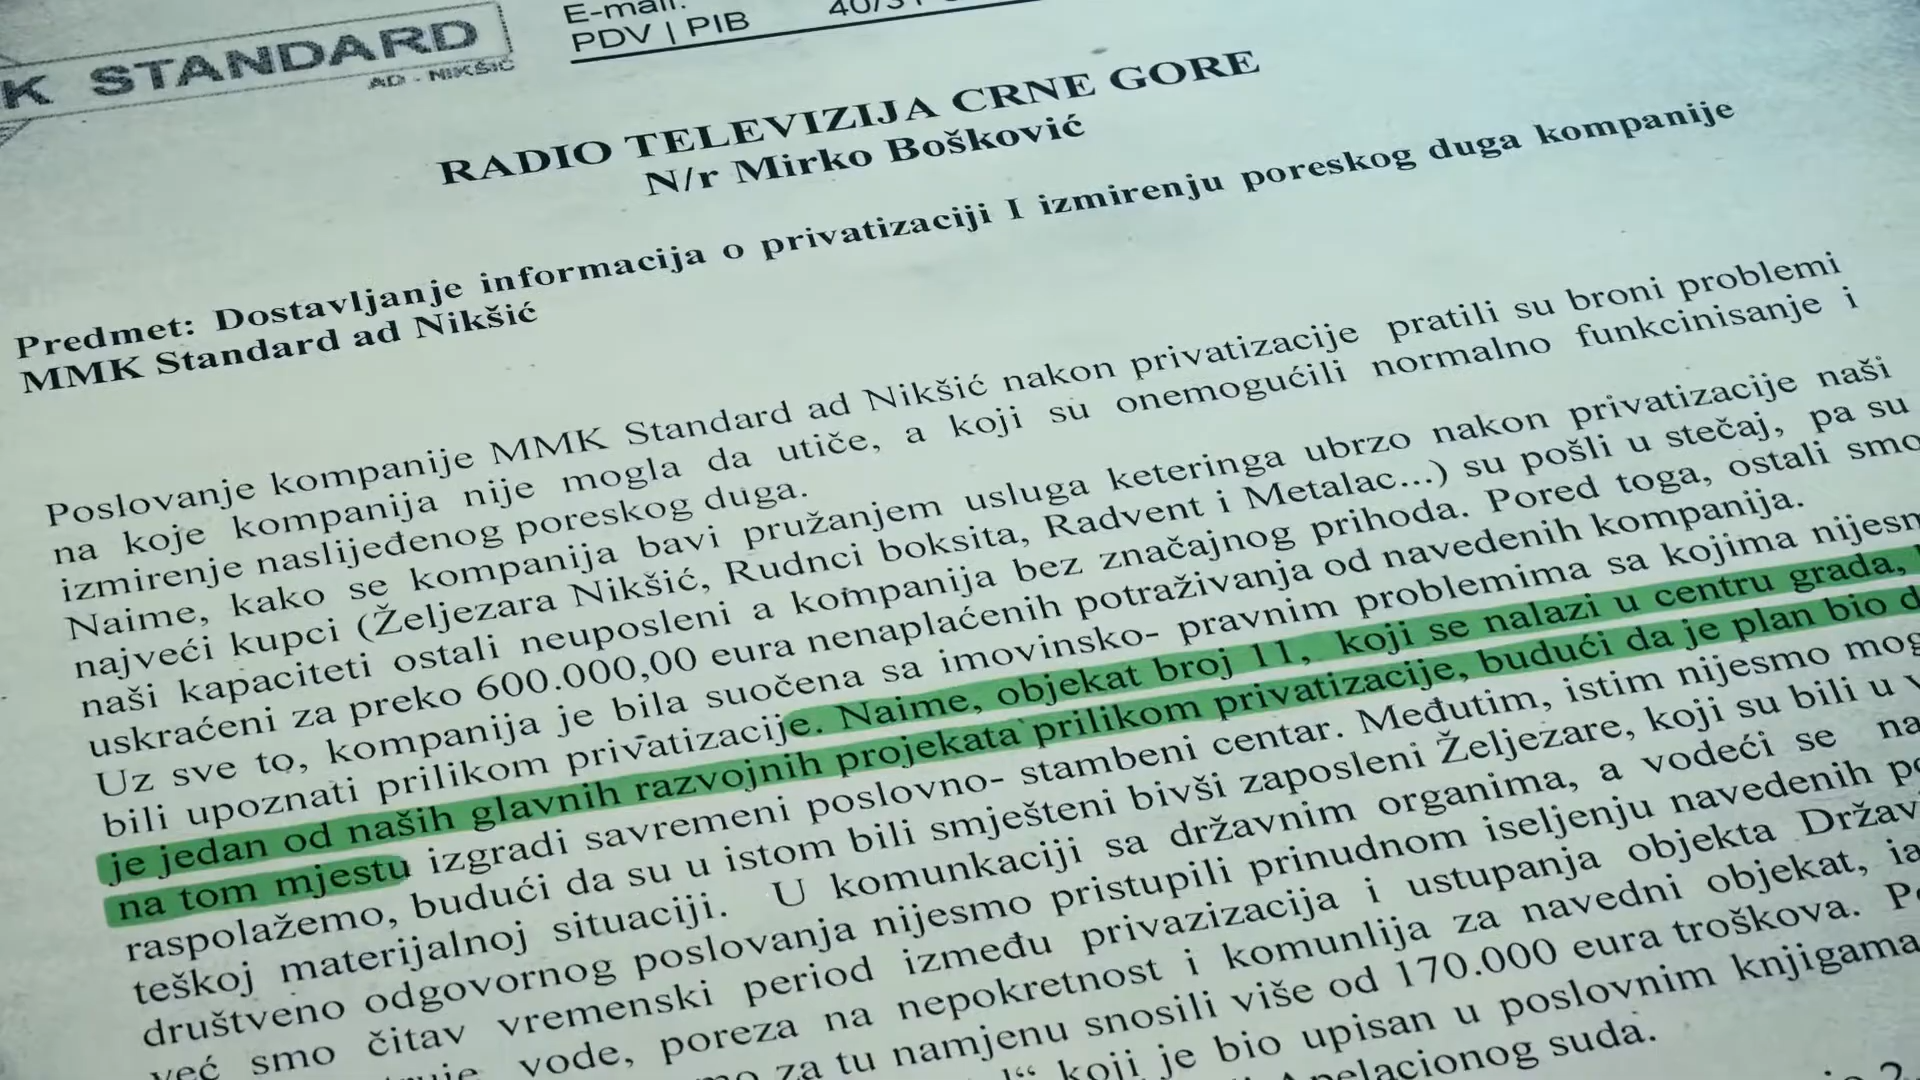 K STANDARD
AD - NIKŠIĆ
E-mail:
PDV | PIB
RADIO TELEVIZIJA CRNE GORE
N/r Mirko Bošković
Predmet: Dostavljanje informacija o privatizaciji I izmirenju poreskog duga kompanije
MMK Standard ad Nikšić
Poslovanje kompanije MMK Standard ad Nikšić nakon privatizacije pratili su broni problemi
na koje kompanija nije mogla da utiče, a koji su onemogućili normalno funkcinisanje i
izmirenje naslijeđenog poreskog duga.
Naime, kako se kompanija bavi pružanjem usluga keteringa ubrzo nakon privatizacije naši
najveći kupci (Željezara Nikšić, Rudnci boksita, Radvent i Metalac...) su pošli u stečaj, pa su
naši kapaciteti ostali neuposleni a kompanija bez značajnog prihoda. Pored toga, ostali smo
uskraćeni za preko 600.000,00 eura nenaplaćenih potraživanja od navedenih kompanija.
Uz sve to, kompanija je bila suočena sa imovinsko- pravnim problemima sa kojima nijesm
bili upoznati prilikom privatizacije. Naime, objekat broj 11, koji se nalazi u centru grada,
je jedan od naših glavnih razvojnih projekata prilikom privatizacije, budući da je plan bio d
na tom mjestu izgradi savremeni poslovno- stambeni centar. Međutim, istim nijesmo mog
raspolažemo, budući da su u istom bili smješteni bivši zaposleni Željezare, koji su bili u v
teškoj materijalnoj situaciji. U komunkaciji sa državnim organima, a vodeći se na
društveno odgovornog poslovanja nijesmo pristupili prinudnom iseljenju navedenih po
već smo čitav vremenski period između privazizacija i ustupanja objekta Držav
vode, poreza na nepokretnost i komunlija za navedni objekat, ia
za tu namjenu snosili više od 170.000 eura troškova. Po
koji je bio upisan u poslovnim knjigama
Apelacionog suda.